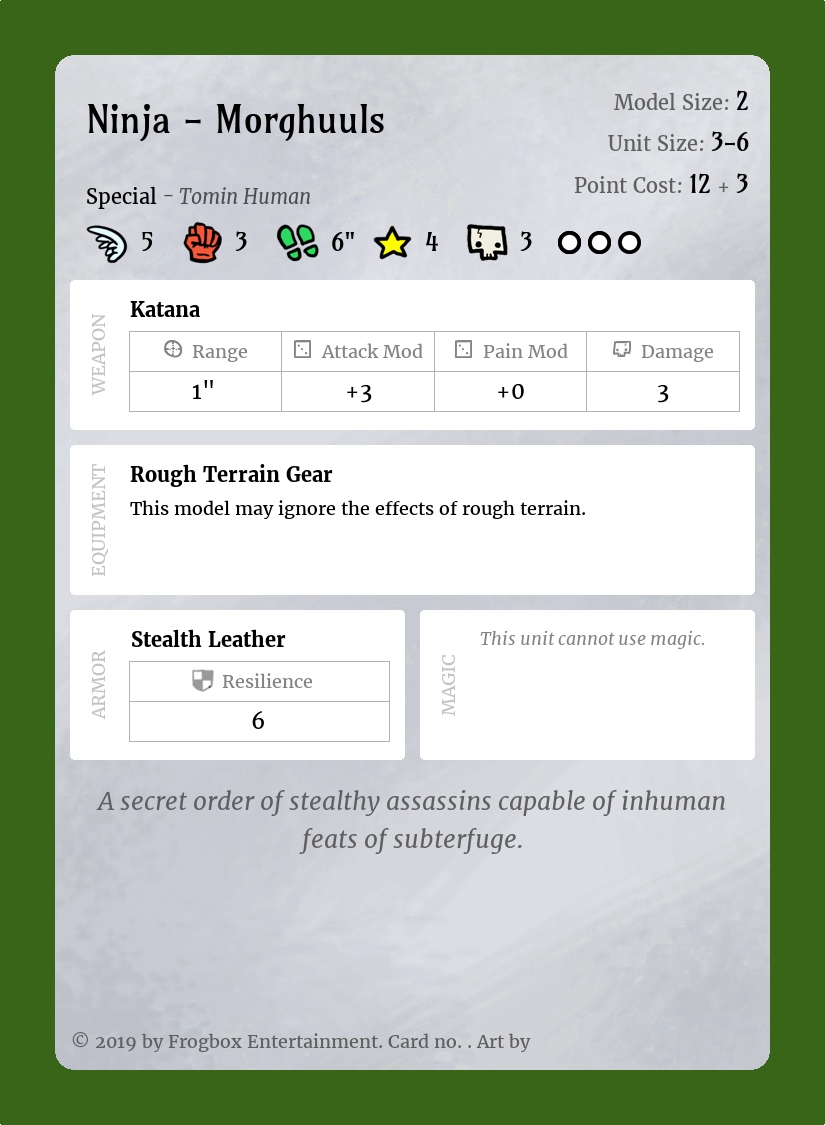 Ninja - Morghuuls
Model Size: 2
Unit Size: 3-6
Point Cost: 12 + 3
Special - Tomin Human
5 3 6" 4 3
WEAPON
Katana
Range Attack Mod Pain Mod Damage
1" +3 +0 3
EQUIPMENT
Rough Terrain Gear
This model may ignore the effects of rough terrain.
ARMOR
Stealth Leather
Resilience
6
MAGIC
This unit cannot use magic.
A secret order of stealthy assassins capable of inhuman
feats of subterfuge.
© 2019 by Frogbox Entertainment. Card no. . Art by